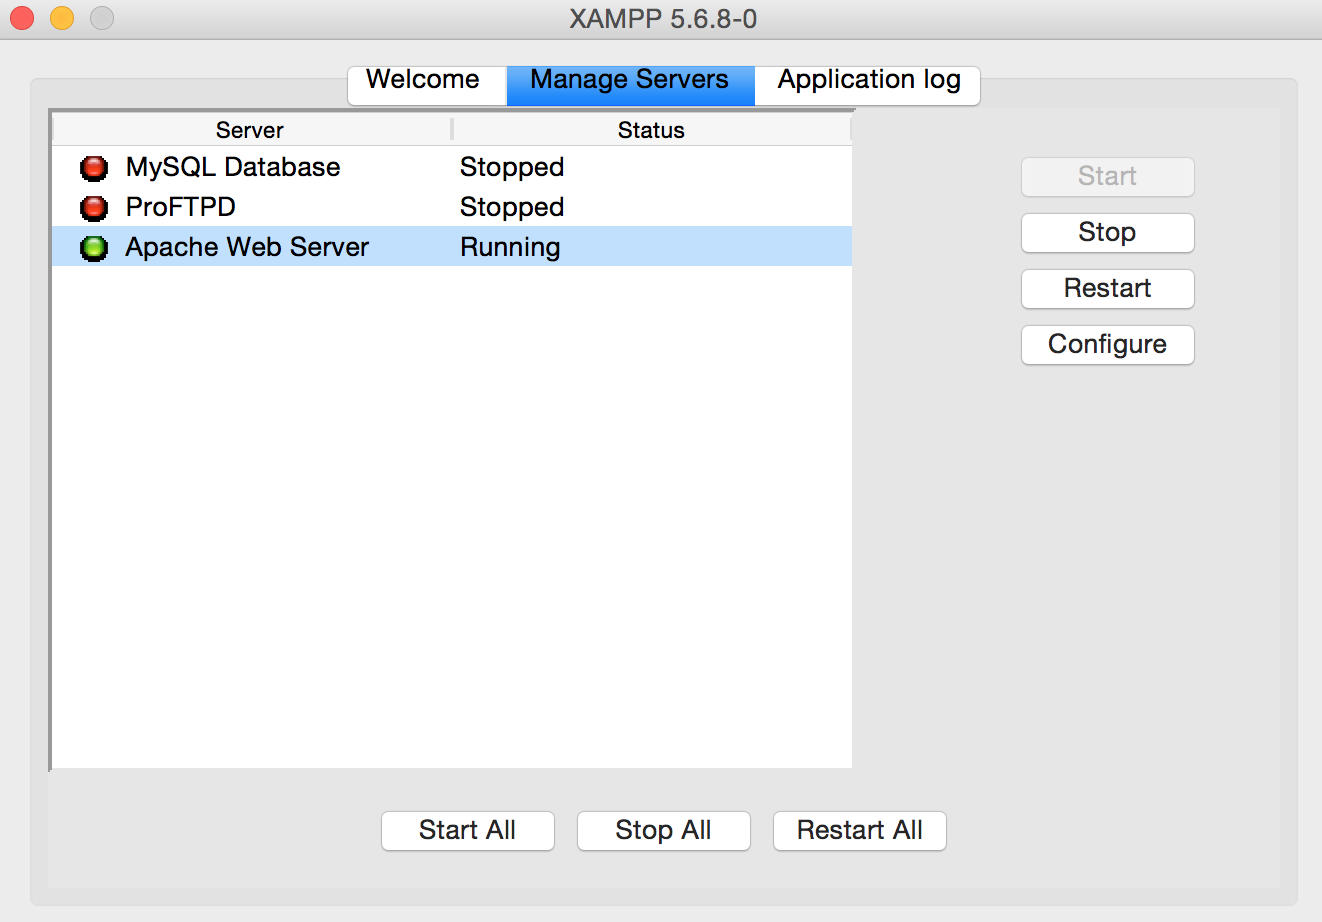 XAMPP 5.6.8-0
Welcome Manage Servers Application log
Server Status
MySQL Database Stopped
ProFTPD Stopped
Apache Web Server Running
Start
Stop
Restart
Configure
Start All Stop All Restart All